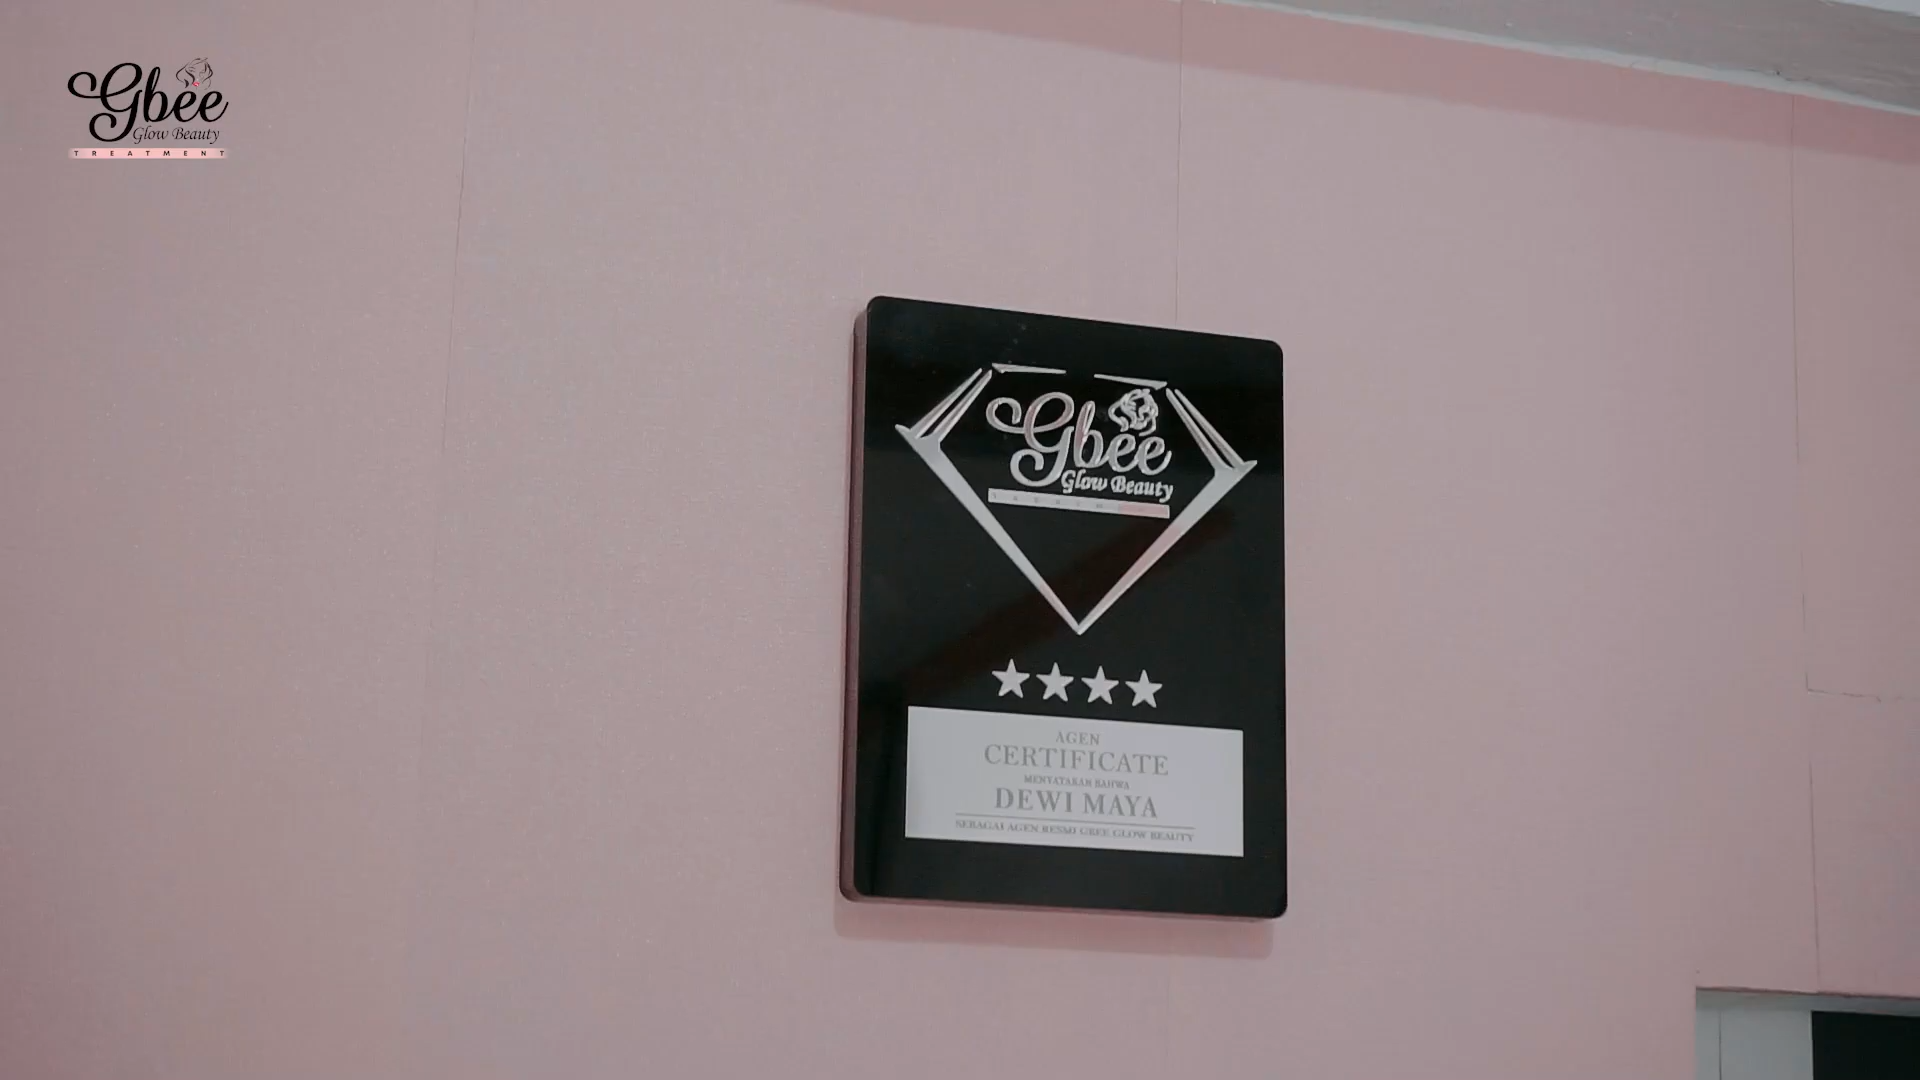 Gbee
Glow Beauty
TREATMENT
Gbee
Glow Beauty
AGEN
CERTIFICATE
MENYATAKAN BAHWA
DEWI MAYA
SEBAGAI AGEN RESMI GBEE GLOW BEAUTY